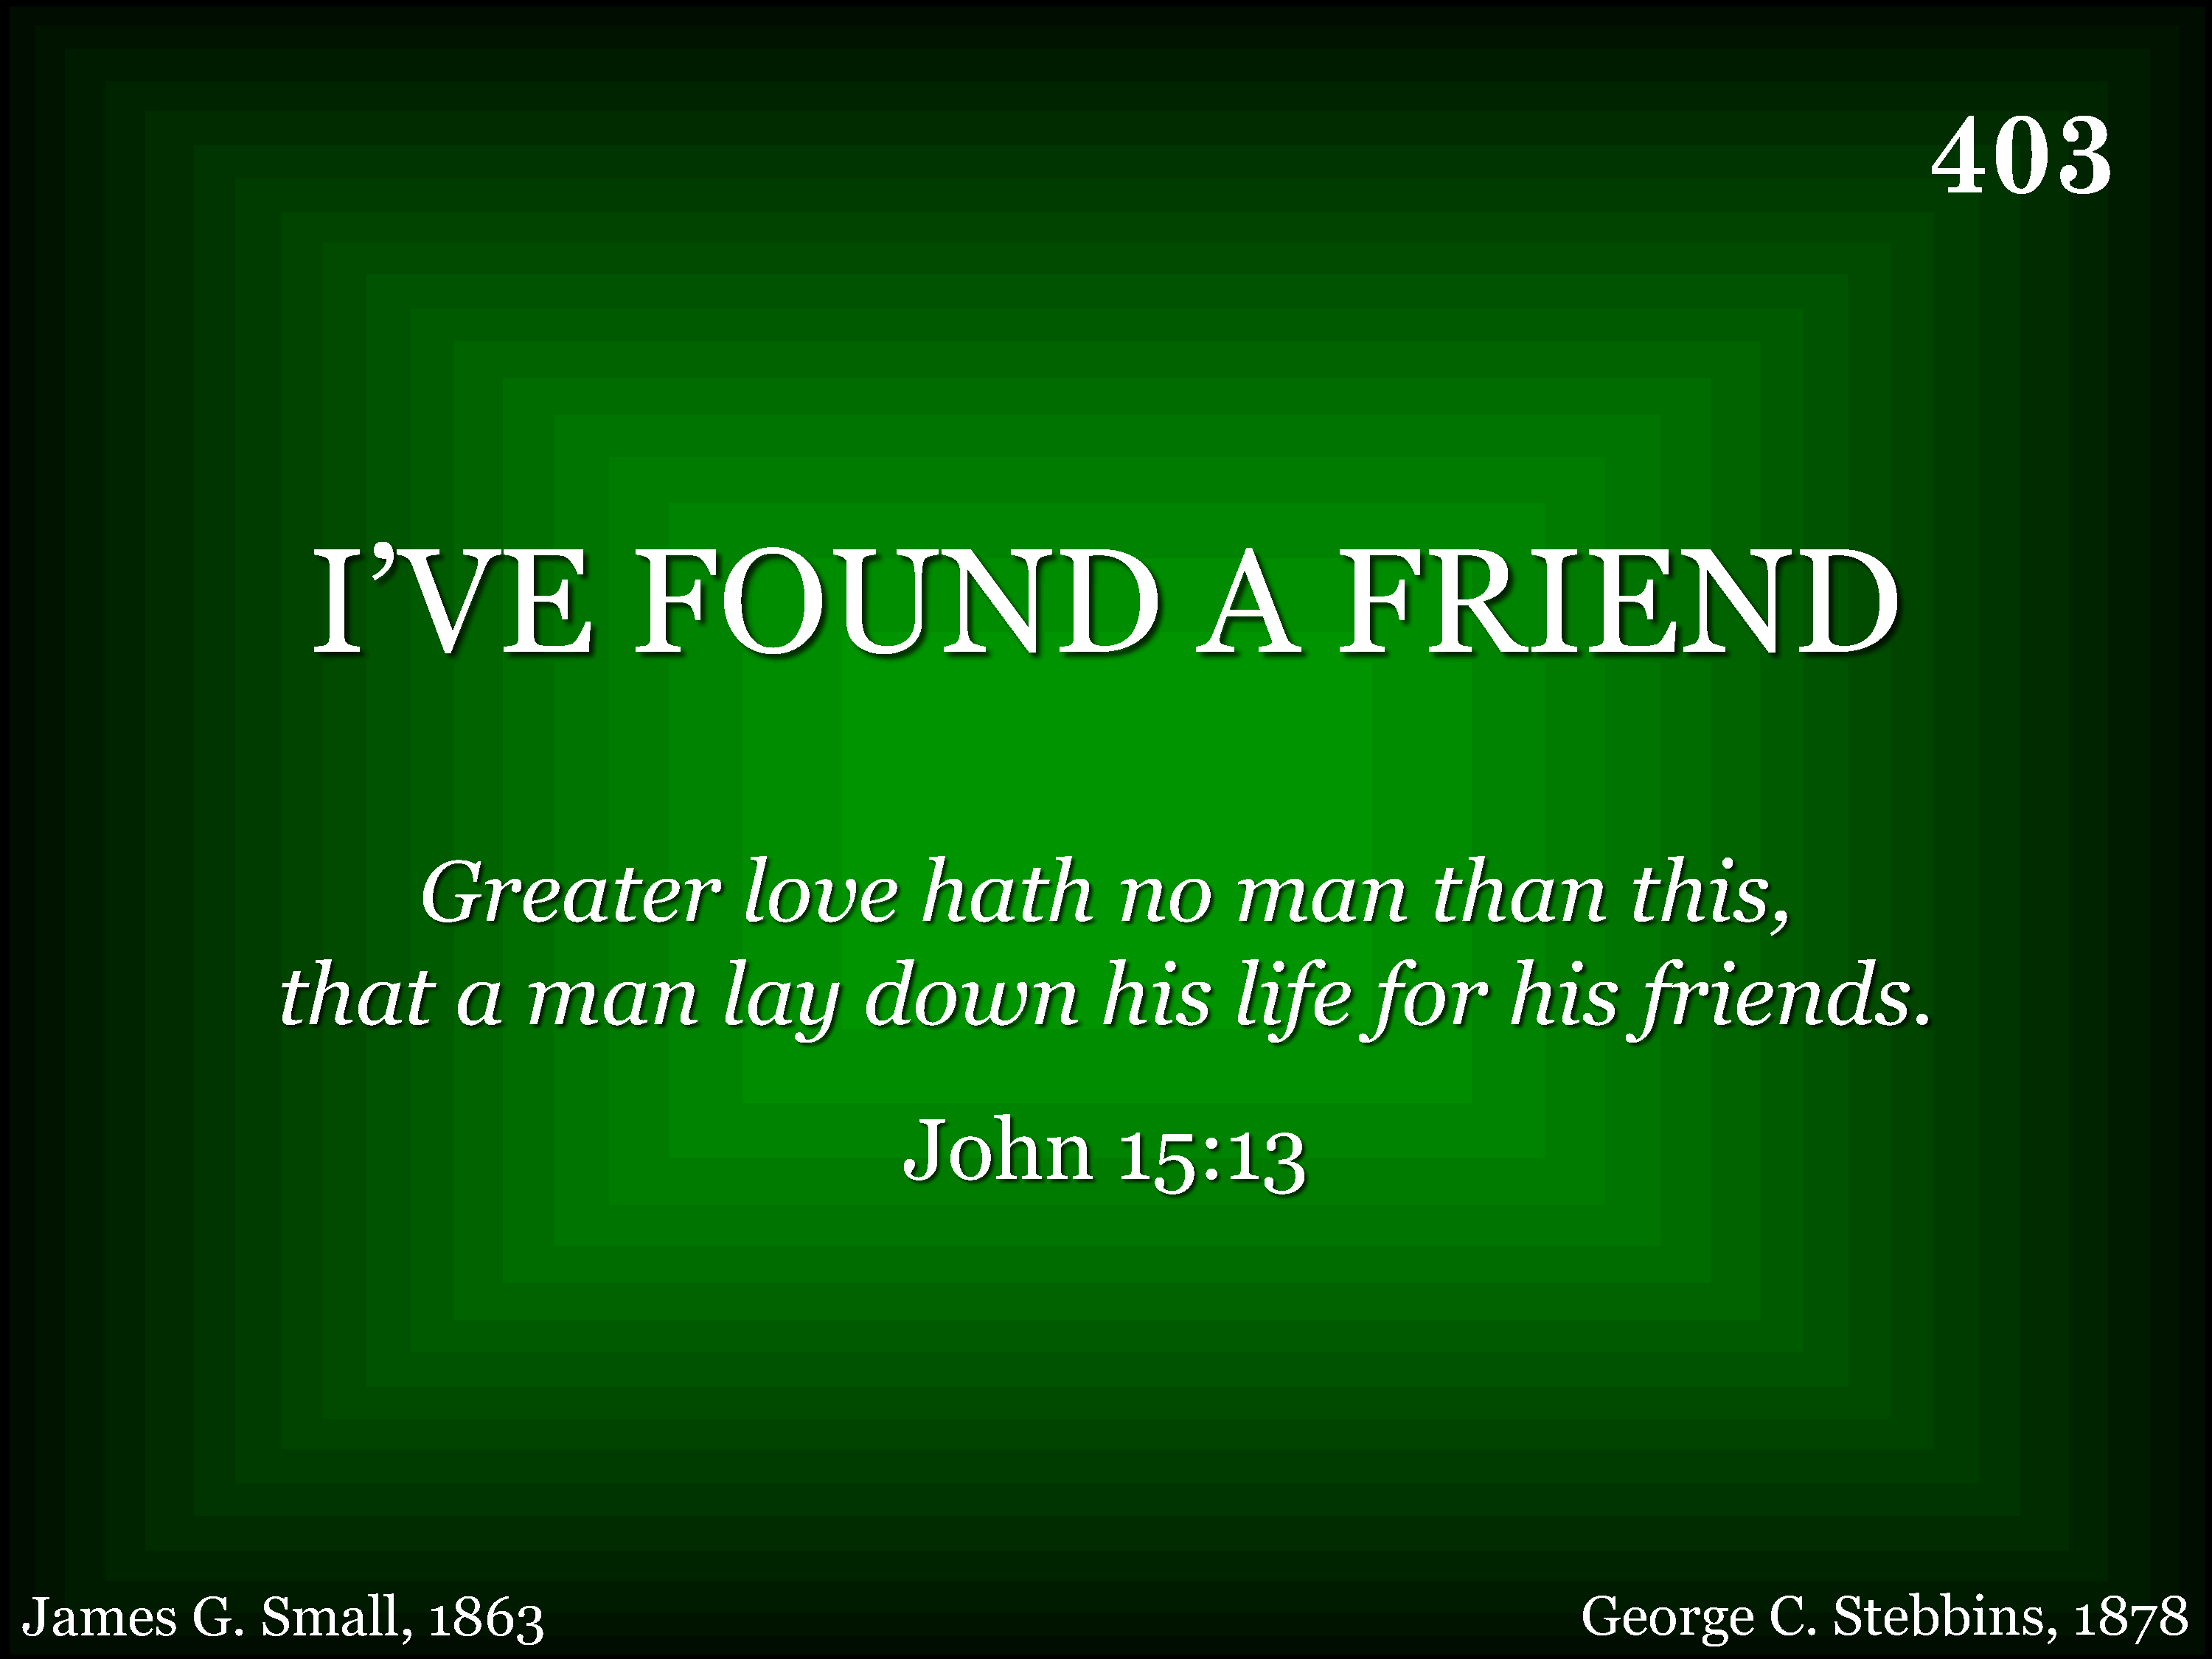 403
I’VE FOUND A FRIEND
Greater love hath no man than this,
that a man lay down his life for his friends.
John 15:13
James G. Small, 1863
George C. Stebbins, 1878